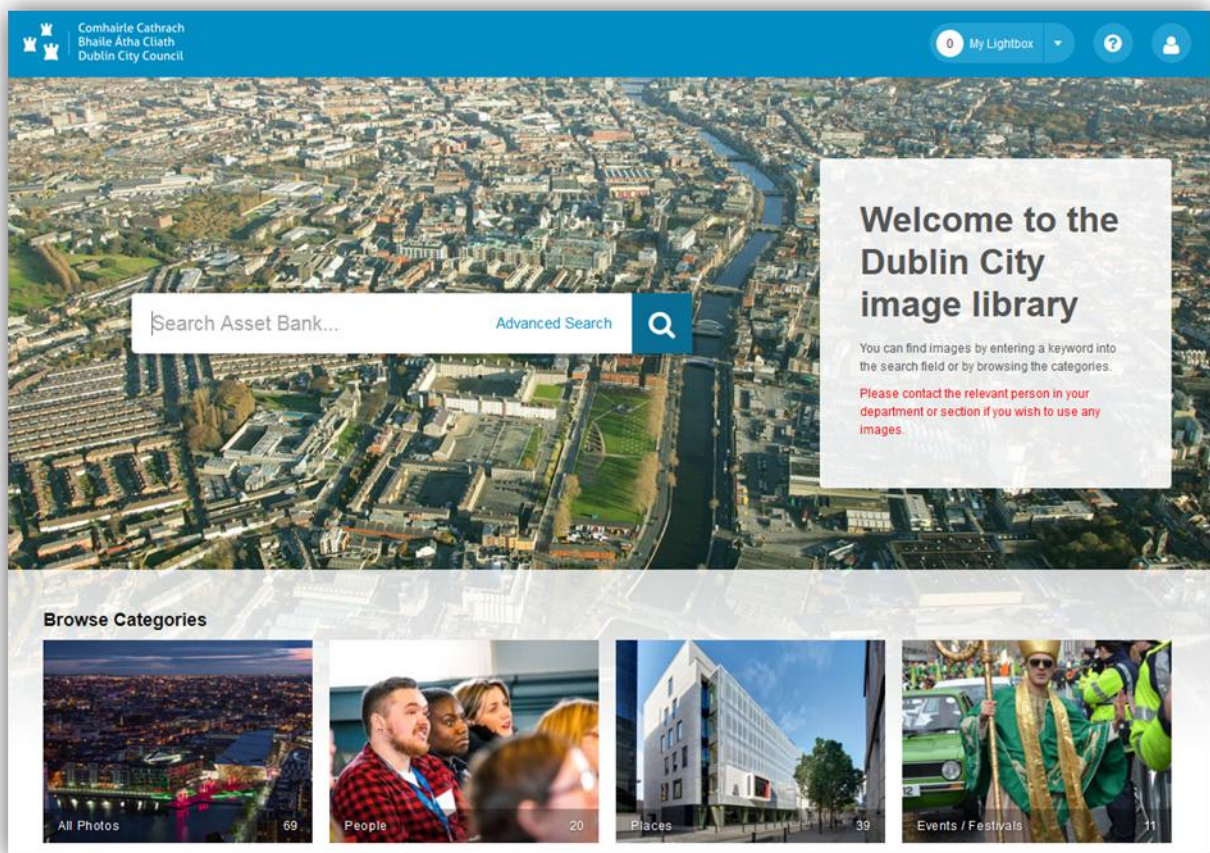 Comhairle Cathrach
Bhaile Átha Cliath
Dublin City Council
0 My Lightbox
?
Search Asset Bank... Advanced Search
Welcome to the
Dublin City
image library
You can find images by entering a keyword into
the search field or by browsing the categories.
Please contact the relevant person in your
department or section if you wish to use any
images.
Browse Categories
All Photos 69
People 20
Places 39
Events / Festivals 11
12